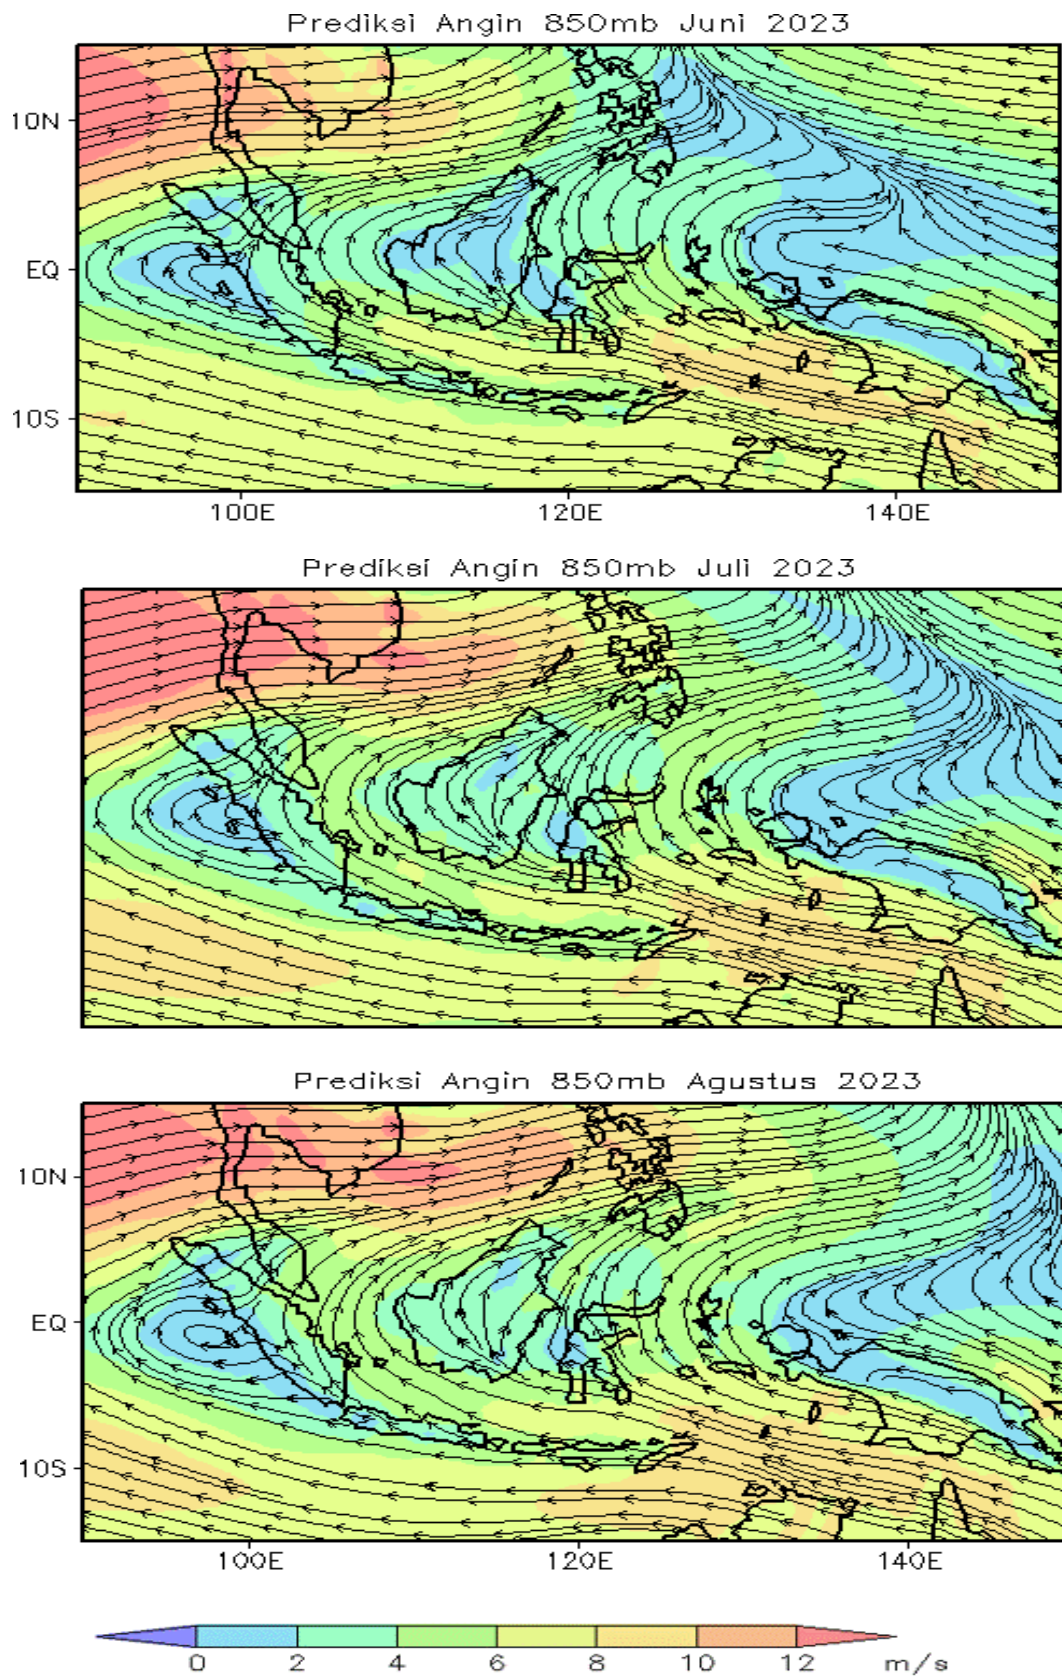 Prediksi Angin 850mb Juni 2023
10N
EQ
10S
100E 120E 140E
Prediksi Angin 850mb Juli 2023
Prediksi Angin 850mb Agustus 2023
10N
EQ
10S
100E 120E 140E
0 2 4 6 8 10 12 m/s